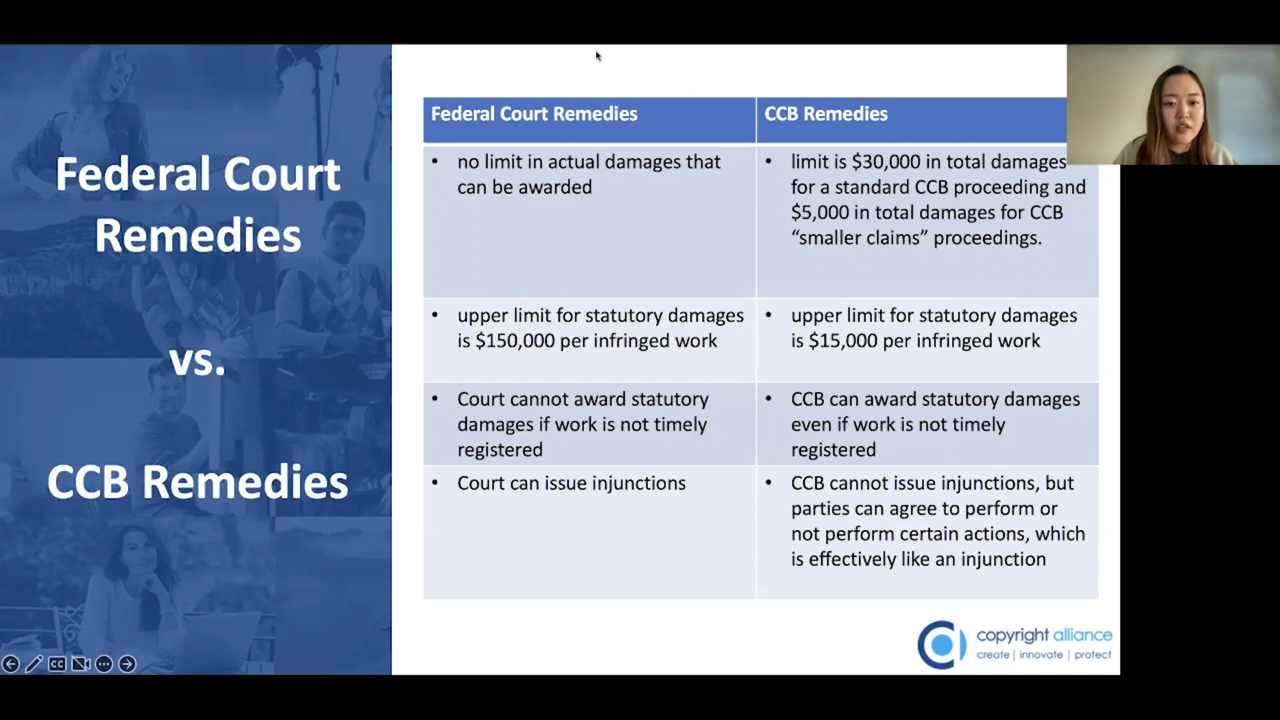 Federal Court
Remedies
vs.
CCB Remedies
Federal Court Remedies
CCB Remedies
• no limit in actual damages that
can be awarded
• limit is $30,000 in total damages
for a standard CCB proceeding and
$5,000 in total damages for CCB
“smaller claims” proceedings.
• upper limit for statutory damages
is $150,000 per infringed work
• upper limit for statutory damages
is $15,000 per infringed work
• Court cannot award statutory
damages if work is not timely
registered
• CCB can award statutory damages
even if work is not timely
registered
• Court can issue injunctions
• CCB cannot issue injunctions, but
parties can agree to perform or
not perform certain actions, which
is effectively like an injunction
copyright alliance
create | innovate | protect
CC